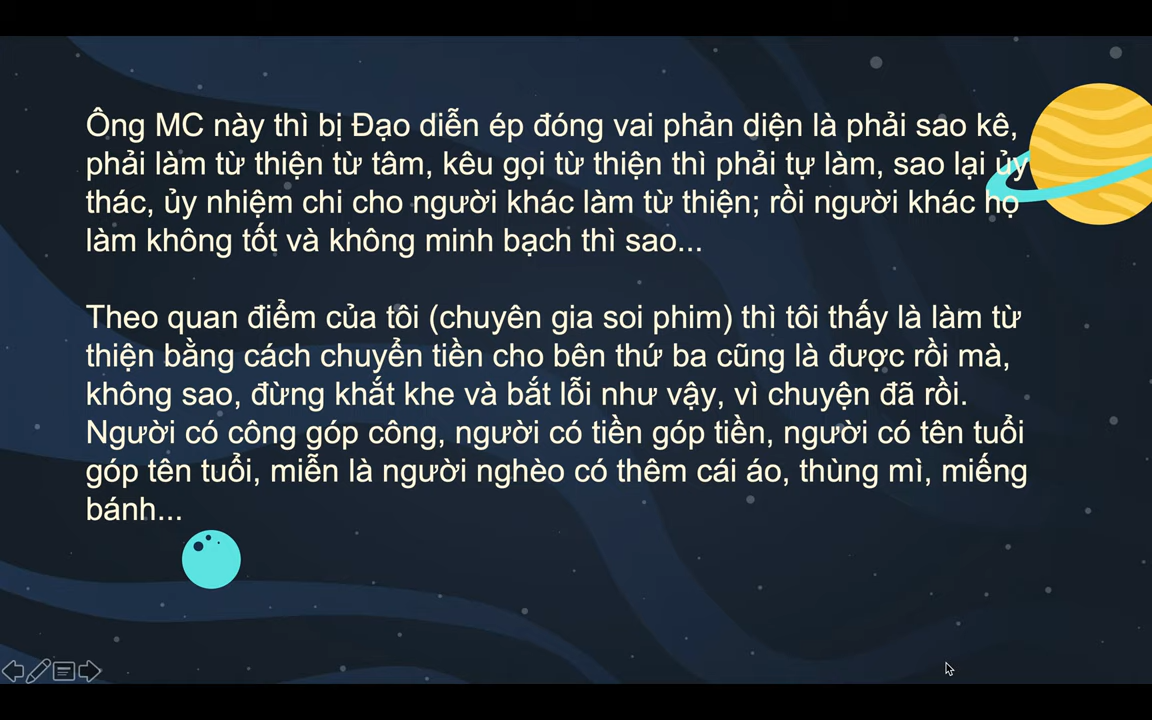 Ông MC này thì bị Đạo diễn ép đóng vai phản diện là phải sao kê,
phải làm từ thiện từ tâm, kêu gọi từ thiện thì phải tự làm, sao lại ủy
thác, ủy nhiệm chi cho người khác làm từ thiện; rồi người khác họ
làm không tốt và không minh bạch thì sao...
Theo quan điểm của tôi (chuyên gia soi phim) thì tôi thấy là làm từ
thiện bằng cách chuyển tiền cho bên thứ ba cũng là được rồi mà,
không sao, đừng khắt khe và bắt lỗi như vậy, vì chuyện đã rồi.
Người có công góp công, người có tiền góp tiền, người có tên tuổi
góp tên tuổi, miễn là người nghèo có thêm cái áo, thùng mì, miếng
bánh...